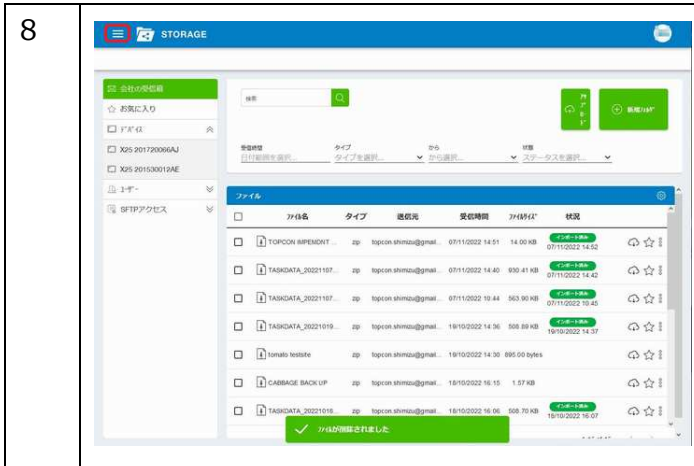 8
STORAGE
会社の受信箱
お気に入り
ﾃﾞﾊﾞｲｽ
X25 201720066AJ
X25 201530012AE
ﾕｰｻﾞｰ
SFTPアクセス
検索
ｱｯﾌﾟﾛｰﾄﾞ
新規ﾌｫﾙﾀﾞｰ
受信時間 タイプ から 状態
日付範囲を選択... タイプを選択... から選択... ステータスを選択...
ファイル
ﾌｧｲﾙ名 タイプ 送信元 受信時間 ﾌｧｲﾙｻｲｽﾞ 状況
TOPCON IMPEMDNT ... zip topcon.shimizu@gmail... 07/11/2022 14:51 14.00 KB インポート済み 07/11/2022 14:52
TASKDATA_20221107... zip topcon.shimizu@gmail... 07/11/2022 14:40 930.41 KB インポート済み 07/11/2022 14:42
TASKDATA_20221107... zip topcon.shimizu@gmail... 07/11/2022 10:44 563.90 KB インポート済み 07/11/2022 10:45
TASKDATA_20221019... zip topcon.shimizu@gmail... 19/10/2022 14:36 508.89 KB インポート済み 19/10/2022 14:37
tomato testsite zip topcon.shimizu@gmail... 19/10/2022 14:30 895.00 bytes
CABBAGE BACK UP zip topcon.shimizu@gmail... 18/10/2022 16:15 1.57 KB
TASKDATA_20221018... zip topcon.shimizu@gmail... 18/10/2022 16:06 508.70 KB インポート済み 18/10/2022 16:07
ﾌｧｲﾙが削除されました